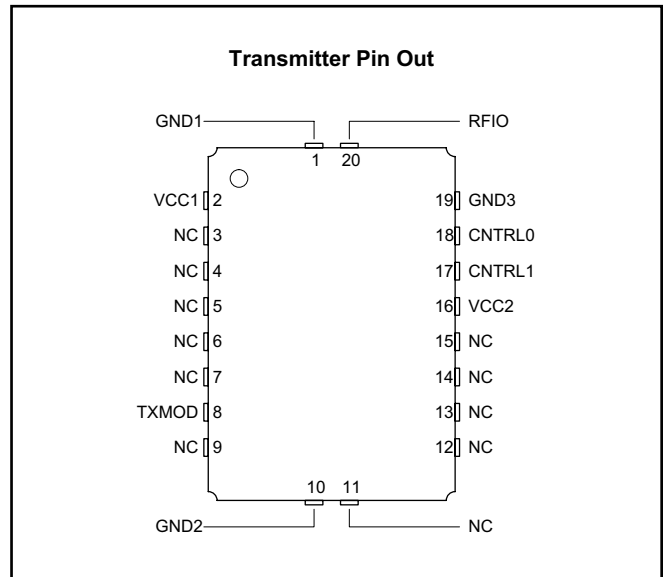 Transmitter Pin Out
GND1 RFIO
1 20
VCC1 2 19 GND3
NC 3 18 CNTRL0
NC 4 17 CNTRL1
NC 5 16 VCC2
NC 6 15 NC
NC 7 14 NC
TXMOD 8 13 NC
NC 9 12 NC
10 11
GND2 NC